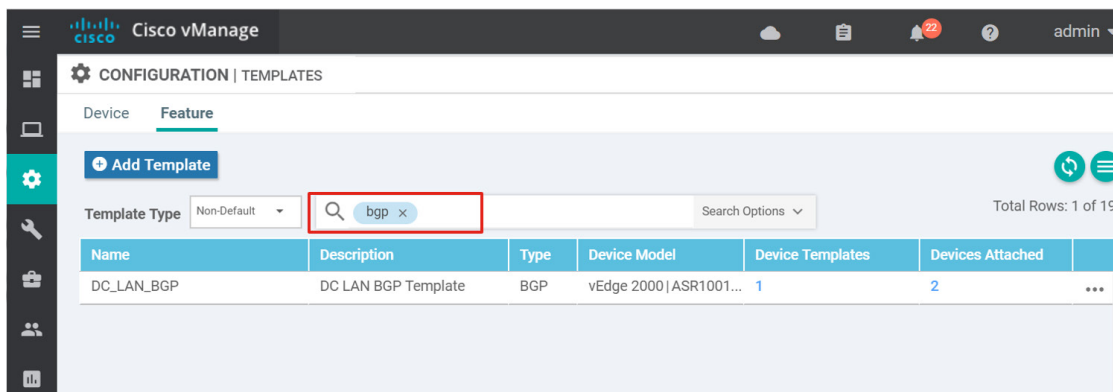 cisco Cisco vManage 22 admin
CONFIGURATION | TEMPLATES
Device Feature
Add Template
Template Type Non-Default bgp × Search Options Total Rows: 1 of 19
Name Description Type Device Model Device Templates Devices Attached
DC_LAN_BGP DC LAN BGP Template BGP vEdge 2000|ASR1001... 1 2